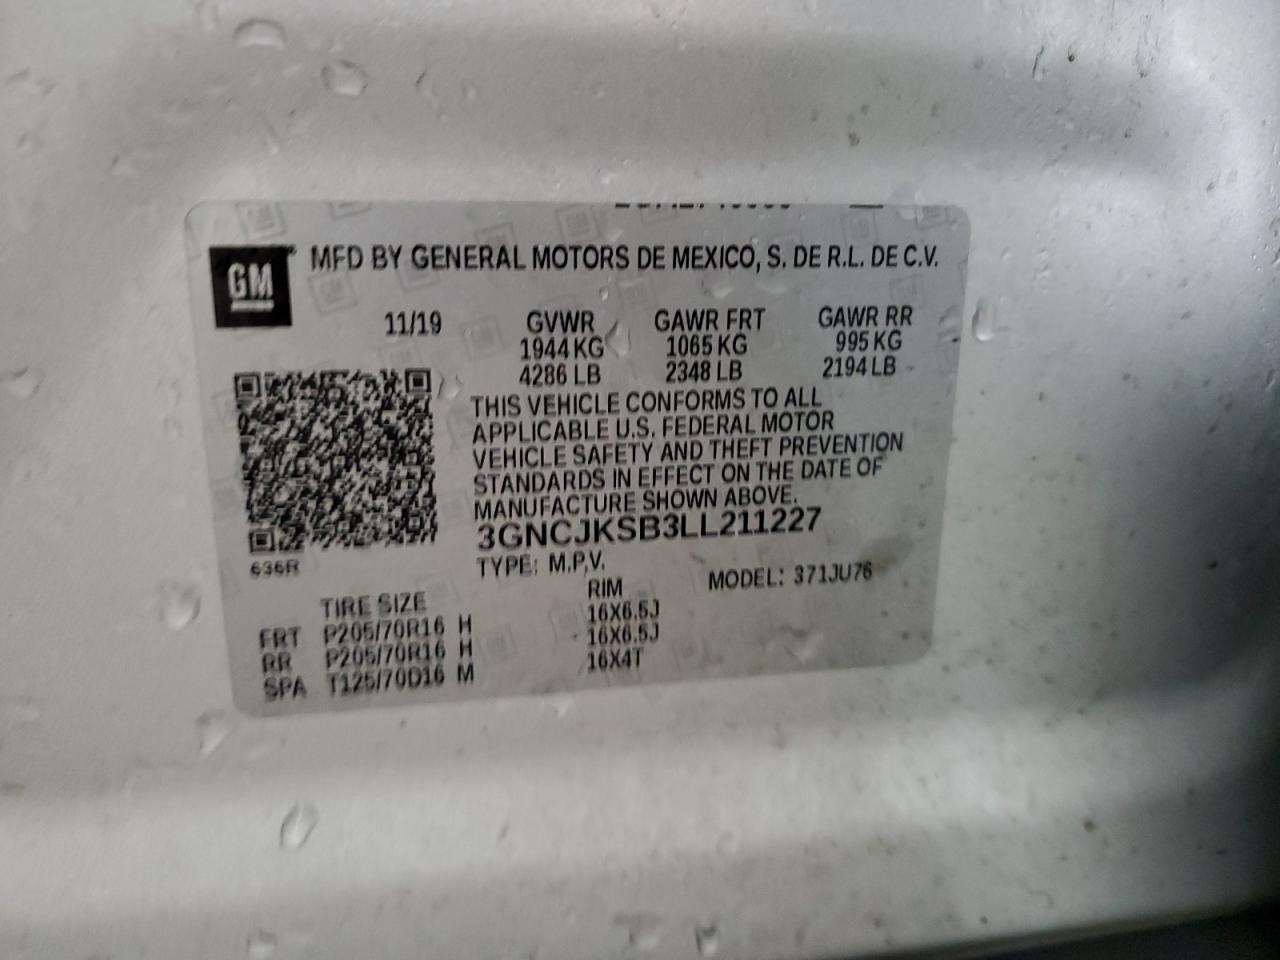 GM
MFD BY GENERAL MOTORS DE MEXICO, S. DE R.L. DE C.V.
11/19 GVWR GAWR FRT GAWR RR
1944 KG 1065 KG 995 KG
4286 LB 2348 LB 2194 LB
THIS VEHICLE CONFORMS TO ALL
APPLICABLE U.S. FEDERAL MOTOR
VEHICLE SAFETY AND THEFT PREVENTION
STANDARDS IN EFFECT ON THE DATE OF
MANUFACTURE SHOWN ABOVE.
3GNCJKSB3LL211227
636R
TYPE: M.P.V. MODEL: 371JU76
TIRE SIZE RIM
FRT P205/70R16 H 16X6.5J
RR P205/70R16 H 16X6.5J
SPA T125/70D16 M 16X4T